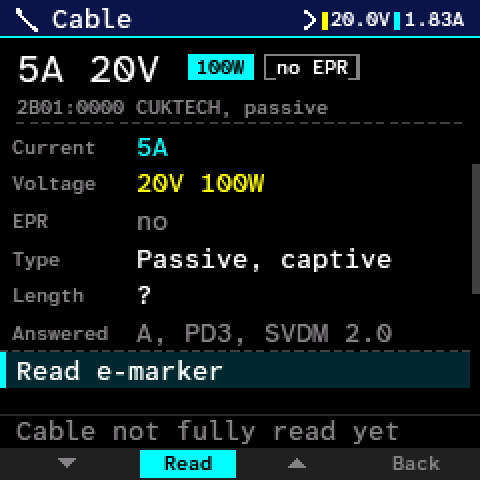 Cable 20.0V 1.83A
5A 20V 100W no EPR
2B01:0000 CUKTECH, passive
Current 5A
Voltage 20V 100W
EPR no
Type Passive, captive
Length ?
Answered A, PD3, SVDM 2.0
Read e-marker
Cable not fully read yet
Read Back